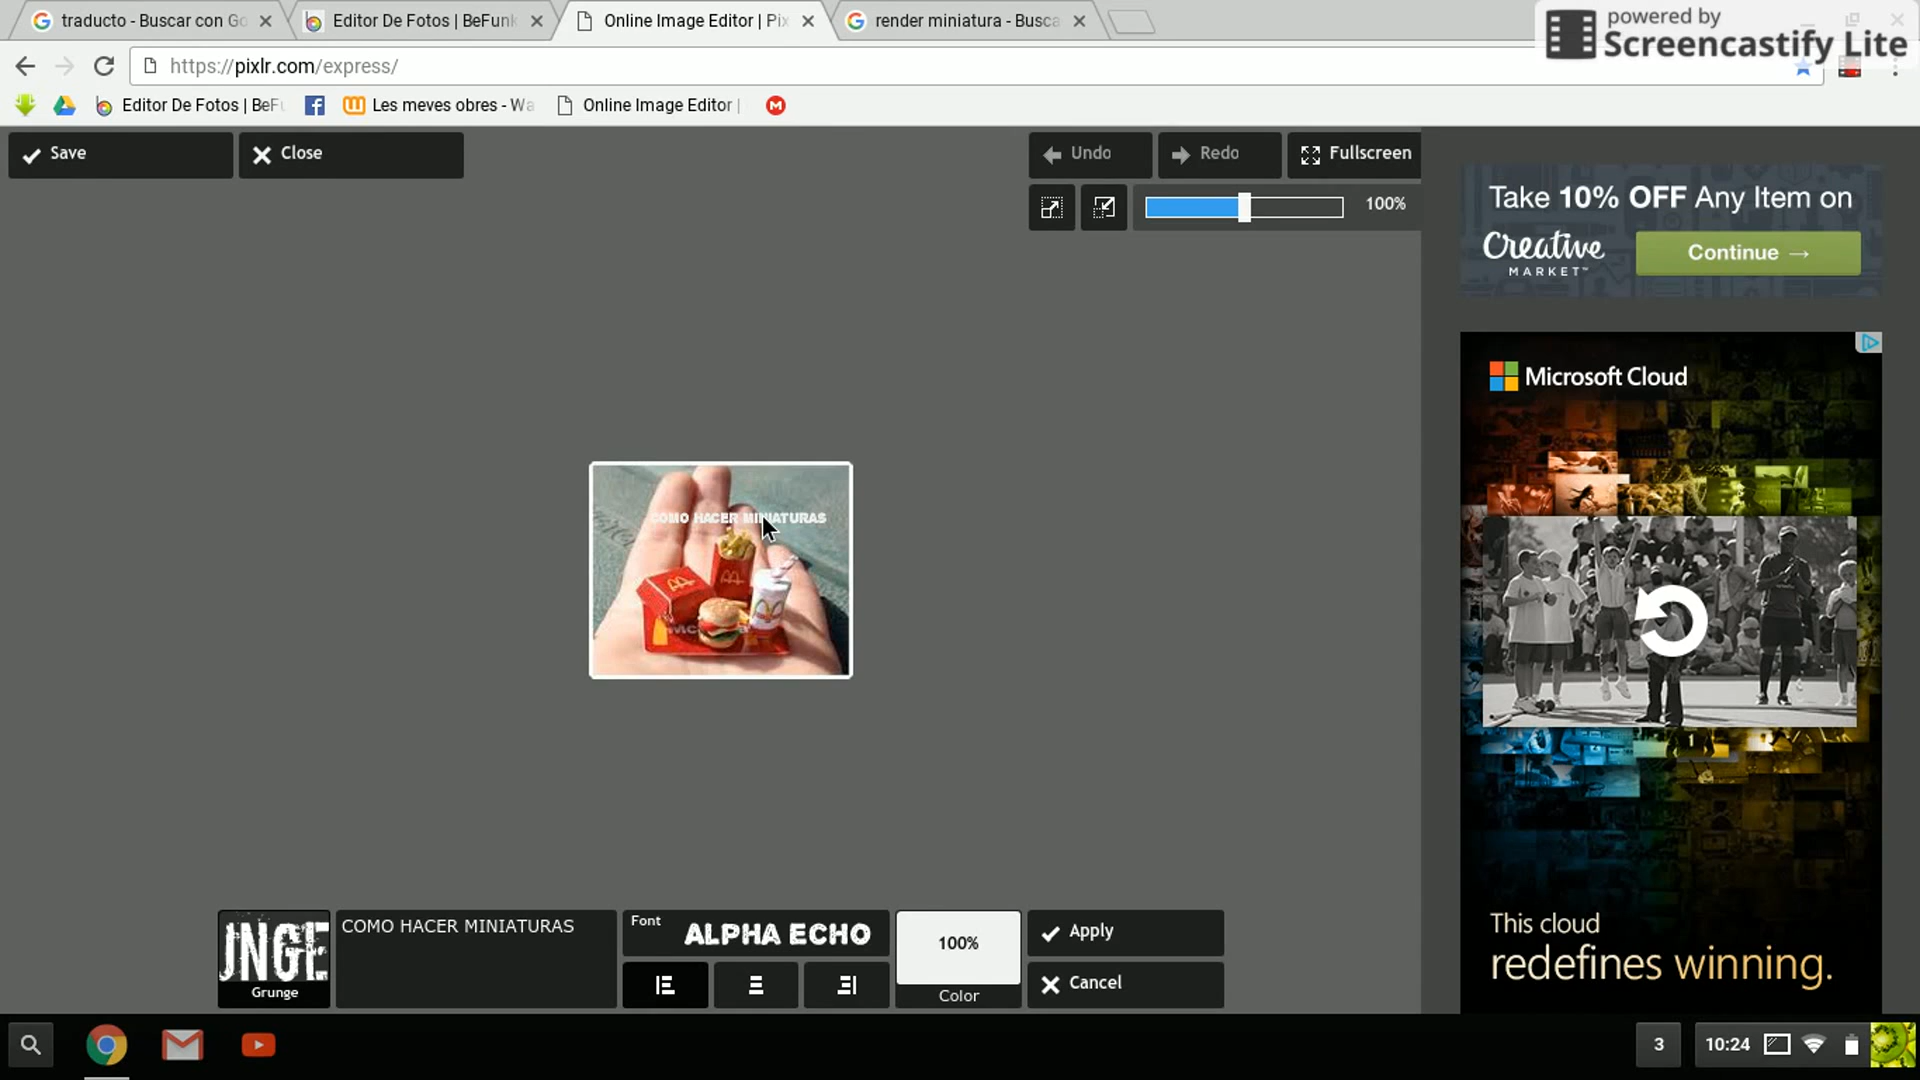 traducto - Buscar con Go
Editor De Fotos | BeFunk
Online Image Editor | Pix
render miniatura - Busca
powered by
Screencastify Lite
https://pixlr.com/express/
Editor De Fotos | BeFu
Les meves obres - Wa
Online Image Editor |
M
Save
Close
Undo
Redo
Fullscreen
100%
Take 10% OFF Any Item on
Creative
MARKET™
Continue →
Microsoft Cloud
COMO HACER MINIATURAS
This cloud
redefines winning.
UNGE
Grunge
COMO HACER MINIATURAS
Font
ALPHA ECHO
100%
Color
Apply
Cancel
3
10:24